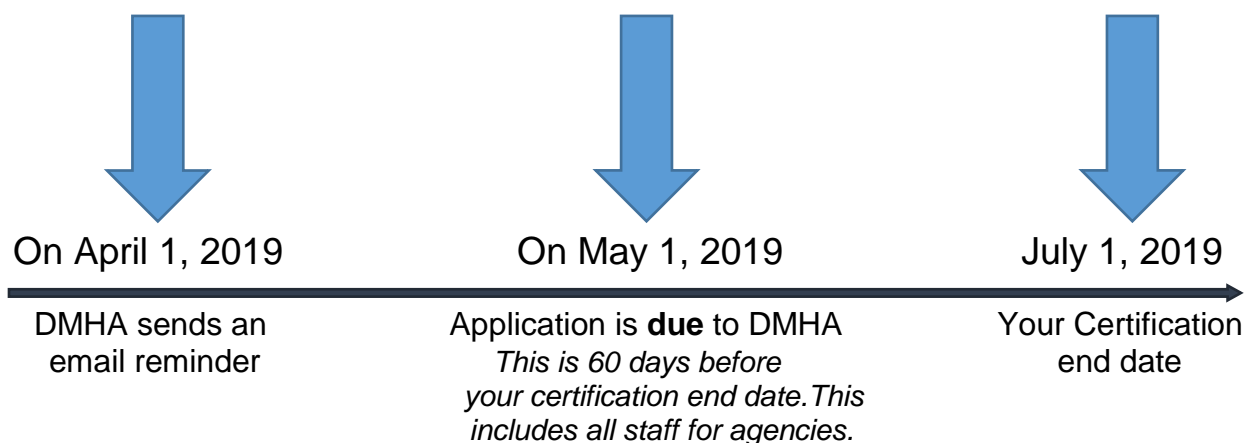 On April 1, 2019
On May 1, 2019
July 1, 2019
DMHA sends an
email reminder
Application is due to DMHA
This is 60 days before
your certification end date.This
includes all staff for agencies.
Your Certification
end date